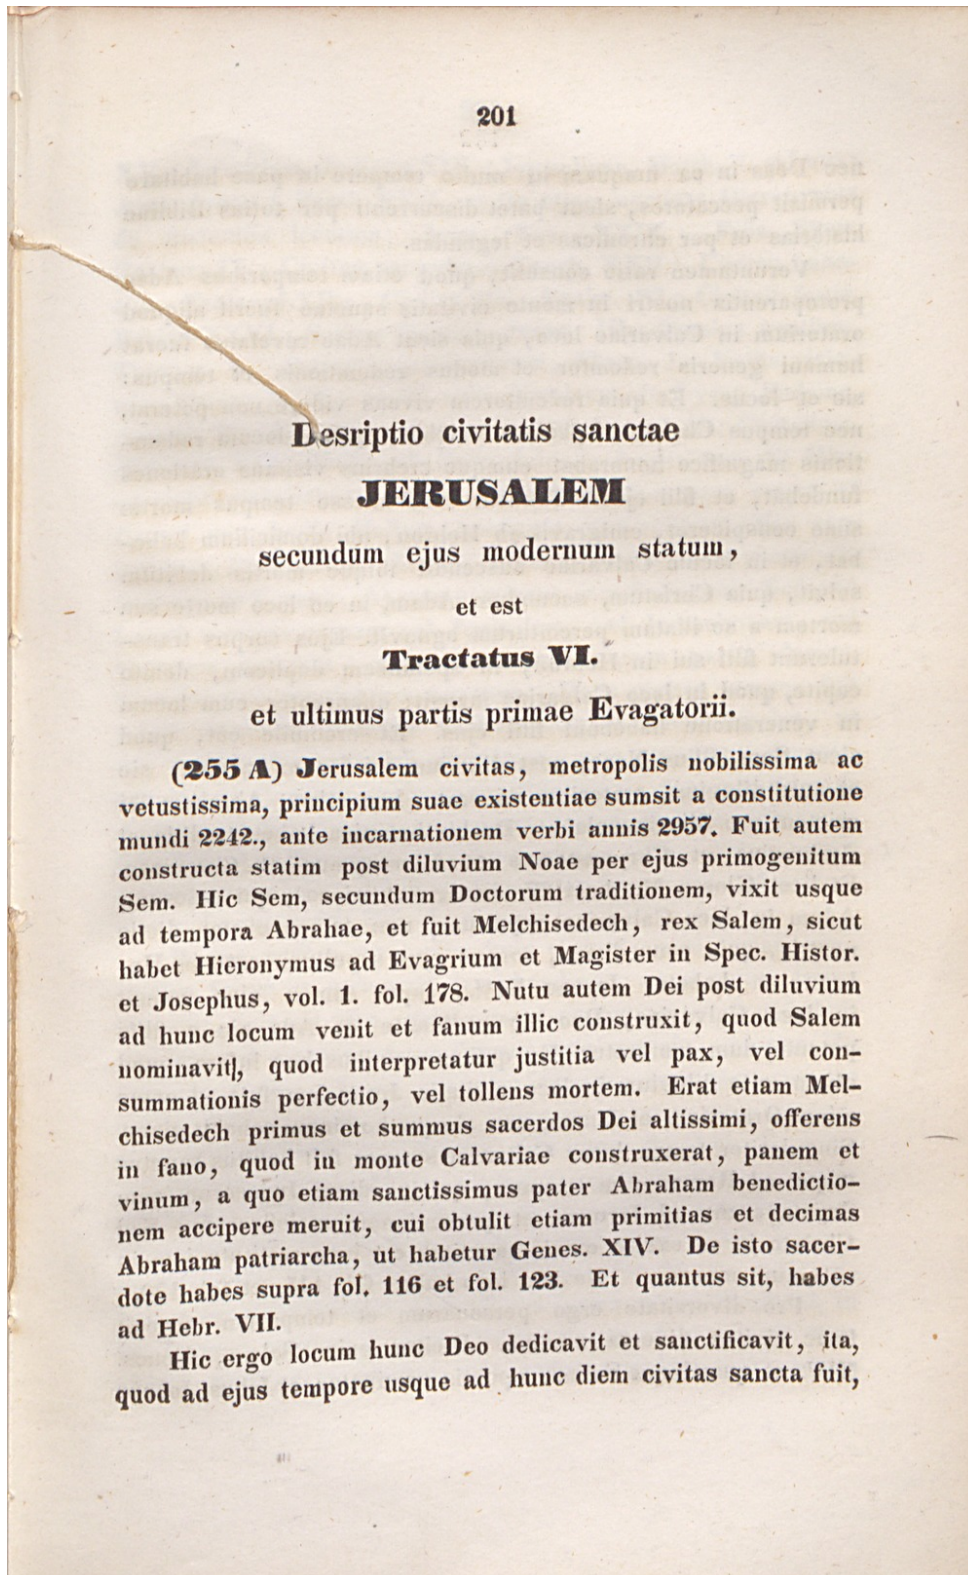 201
Desriptio civitatis sanctae
JERUSALEM
secundum ejus modernum statum,
et est
Tractatus VI.
et ultimus partis primae Evagatorii.
(255 A) Jerusalem civitas, metropolis nobilissima ac
vetustissima, principium suae existentiae sumsit a constitutione
mundi 2242., ante incarnationem verbi annis 2957. Fuit autem
constructa statim post diluvium Noae per ejus primogenitum
Sem. Hic Sem, secundum Doctorum traditionem, vixit usque
ad tempora Abrahae, et fuit Melchisedech, rex Salem, sicut
habet Hieronymus ad Evagrium et Magister in Spec. Histor.
et Josephus, vol. 1. fol. 178. Nutu autem Dei post diluvium
ad hunc locum venit et fanum illic construxit, quod Salem
nominavit|, quod interpretatur justitia vel pax, vel con-
summationis perfectio, vel tollens mortem. Erat etiam Mel-
chisedech primus et summus sacerdos Dei altissimi, offerens
in fano, quod in monte Calvariae construxerat, panem et
vinum, a quo etiam sanctissimus pater Abraham benedictio-
nem accipere meruit, cui obtulit etiam primitias et decimas
Abraham patriarcha, ut habetur Genes. XIV. De isto sacer-
dote habes supra fol. 116 et fol. 123. Et quantus sit, habes
ad Hebr. VII.
Hic ergo locum hunc Deo dedicavit et sanctificavit, ita,
quod ad ejus tempore usque ad hunc diem civitas sancta fuit,